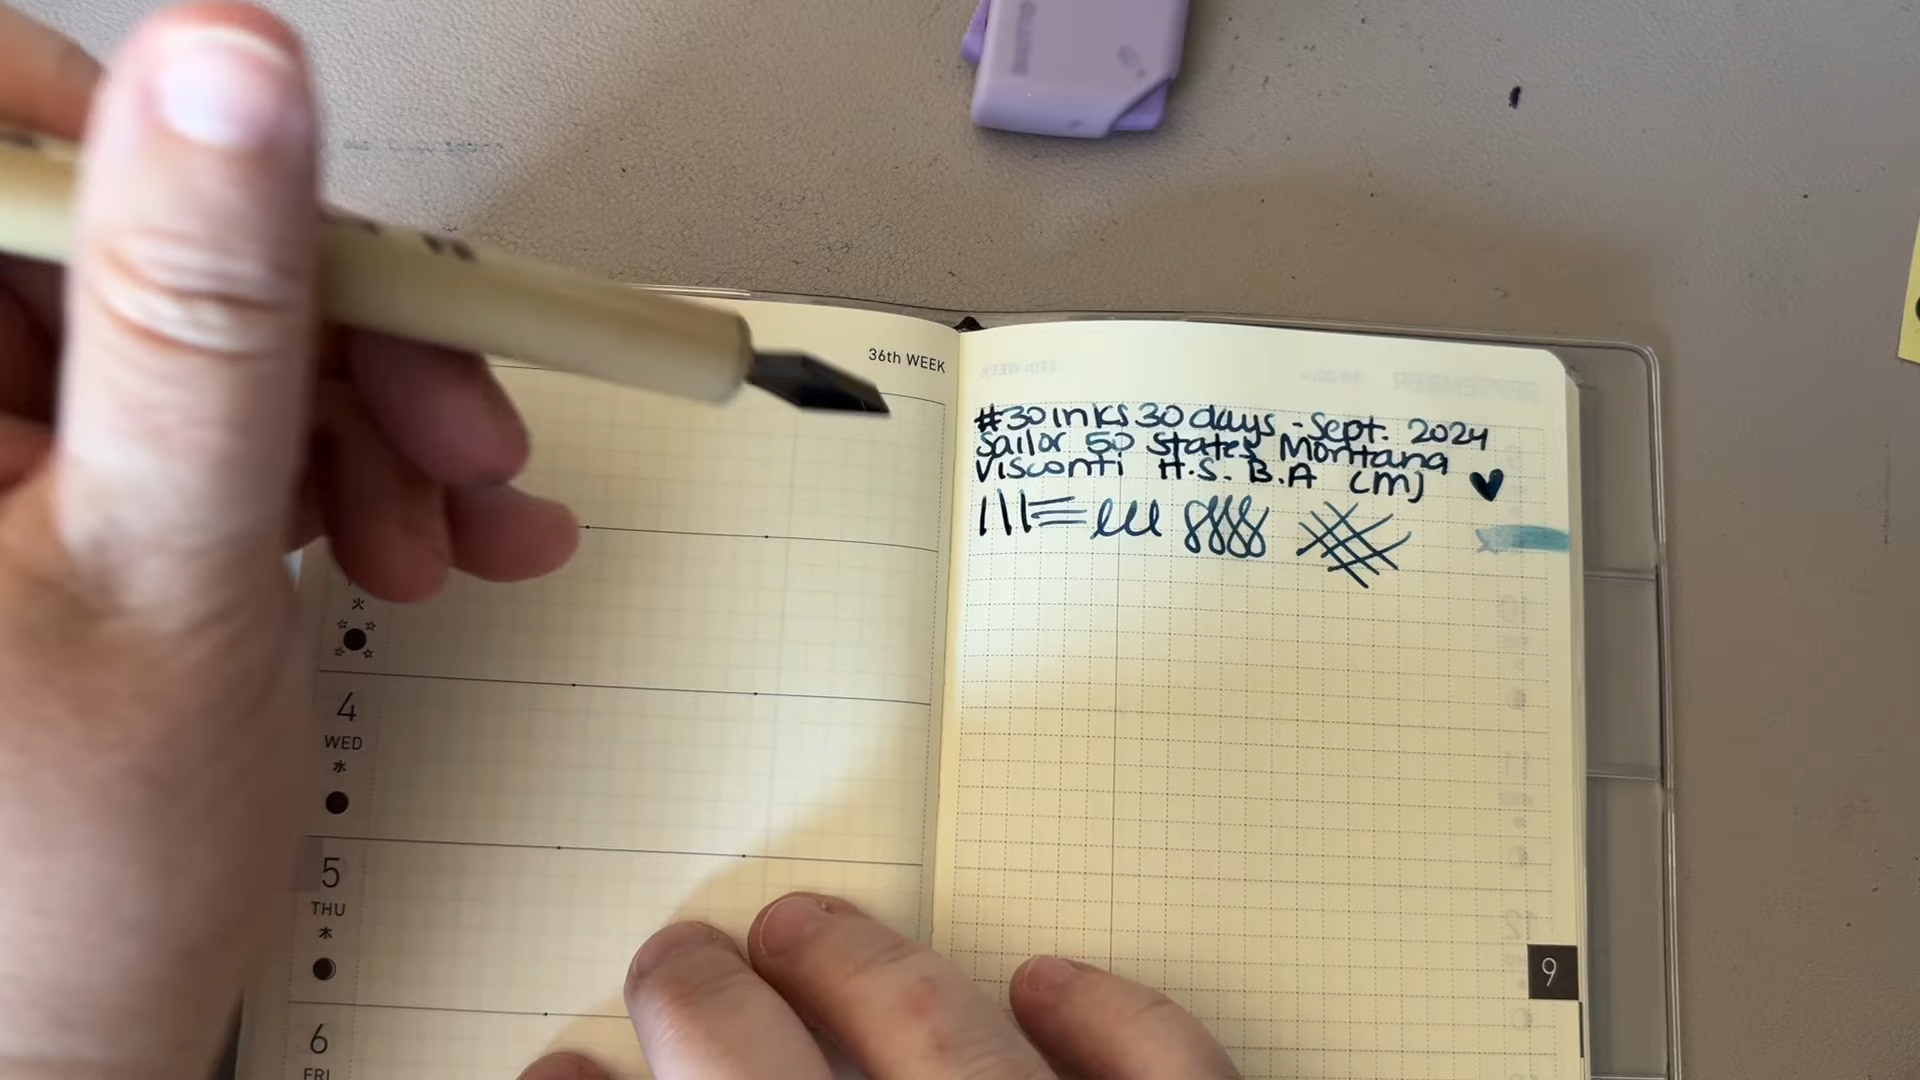 36th WEEK
#30inks30days - Sept. 2024
Sailor 50 States Montana
Visconti H.S. B.A (M)
火
4
WED
水
5
THU
木
6
FRI
9